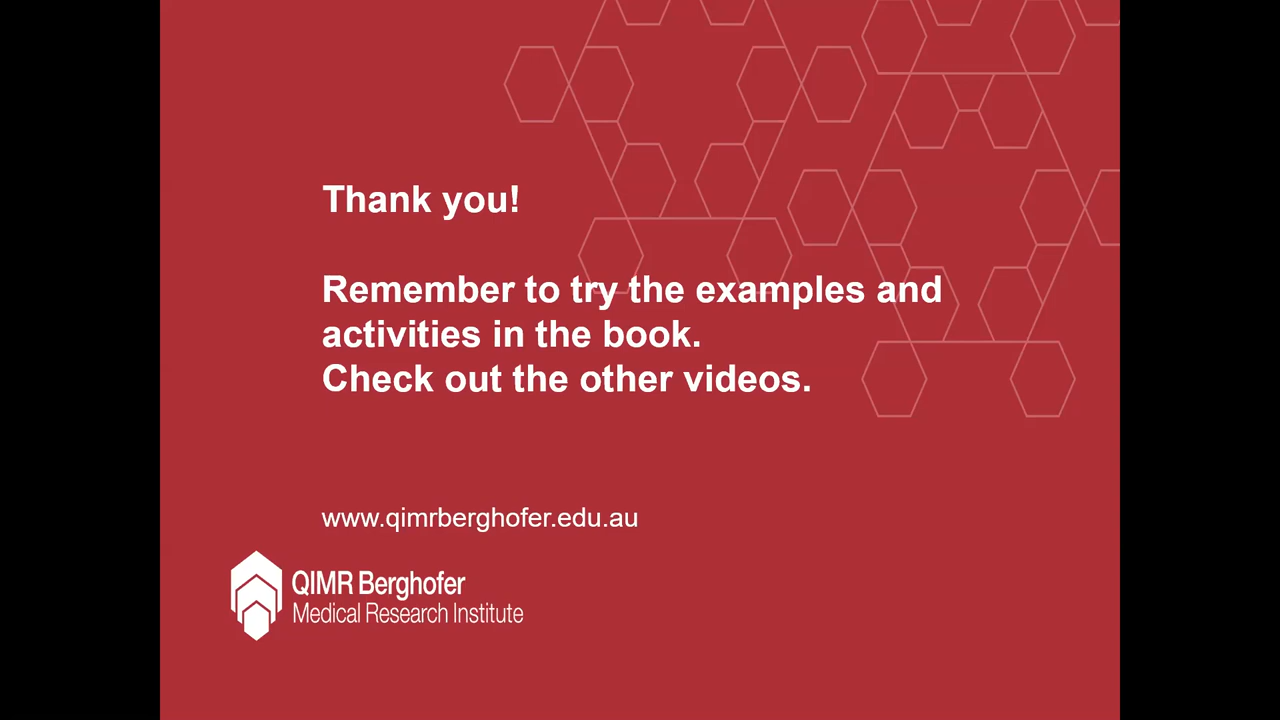 Thank you!
Remember to try the examples and
activities in the book.
Check out the other videos.
www.qimrberghofer.edu.au
QIMR Berghofer
Medical Research Institute